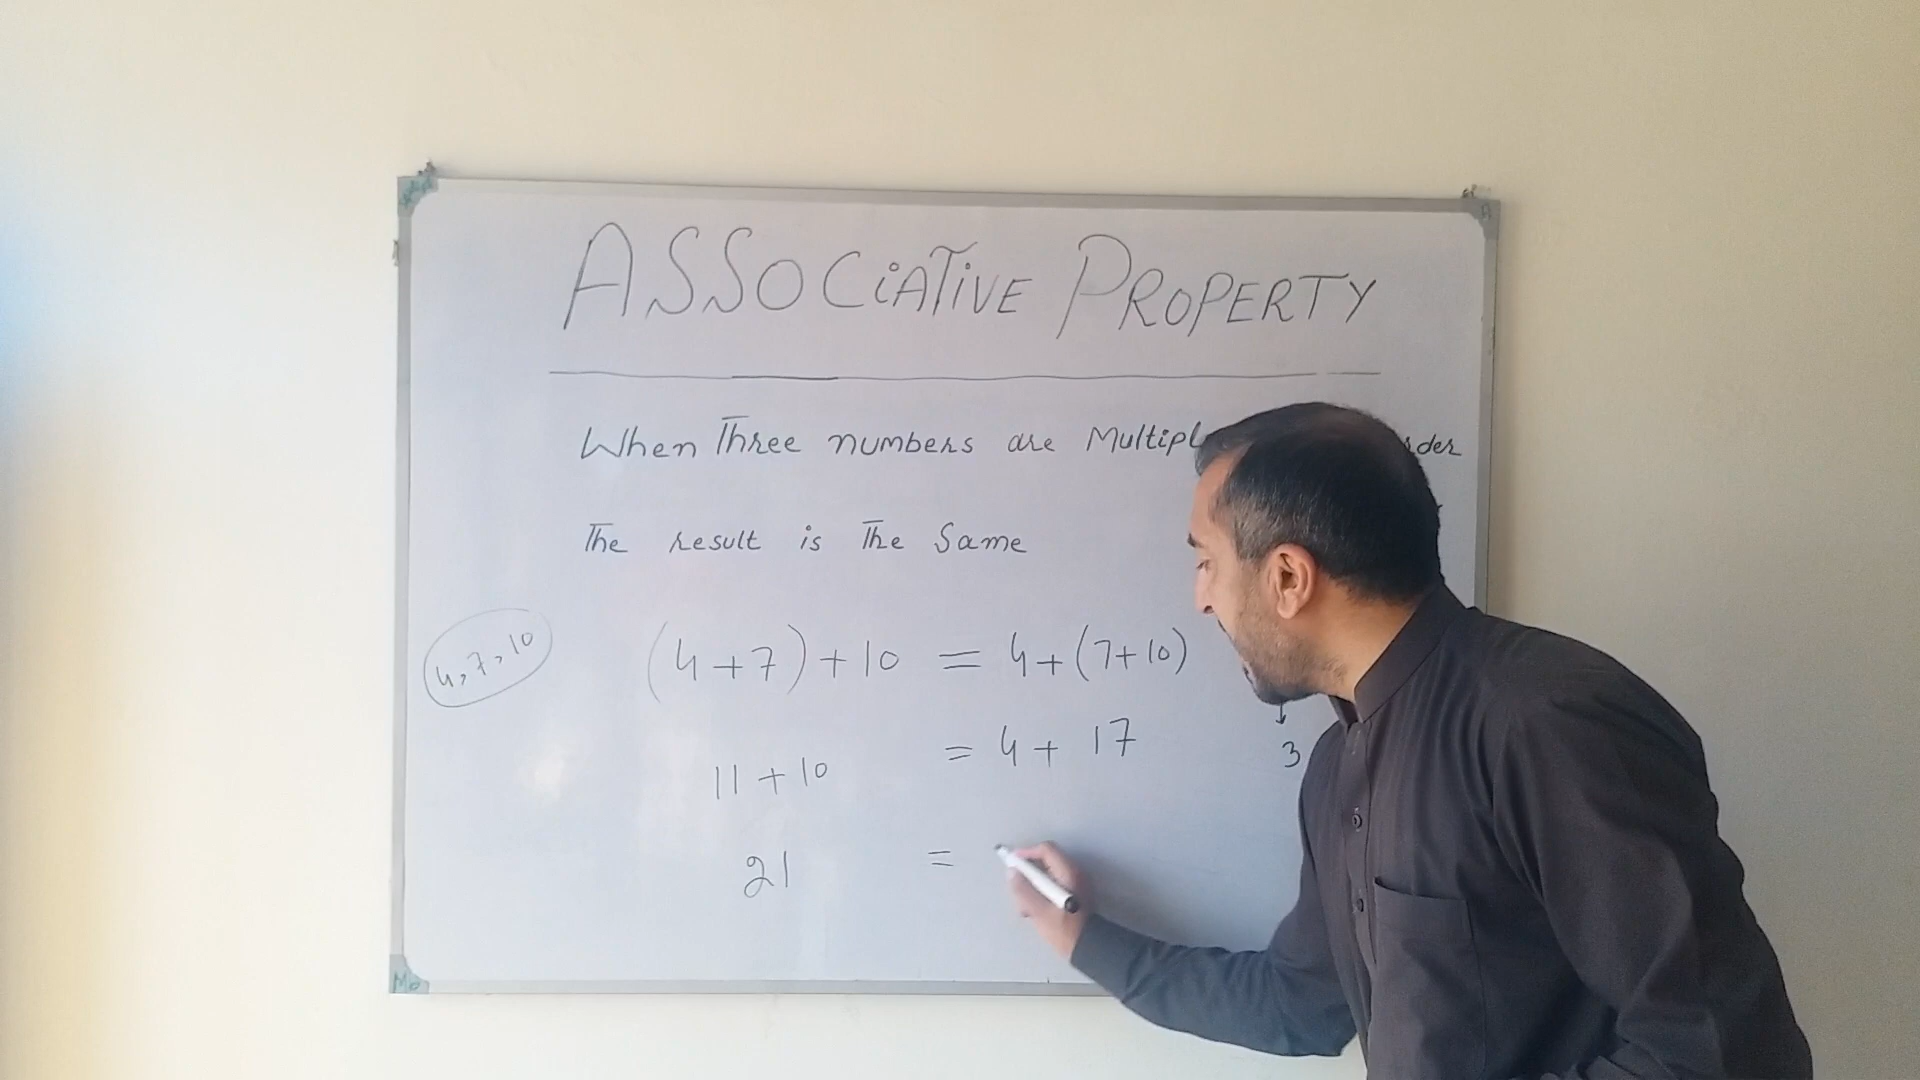 ASSOCIATIVE PROPERTY
When Three numbers are Multipl
The result is The Same
4, 7, 10
(4+7)+10 = 4+(7+10)
11+10 = 4+ 17
3
21 =
Mo